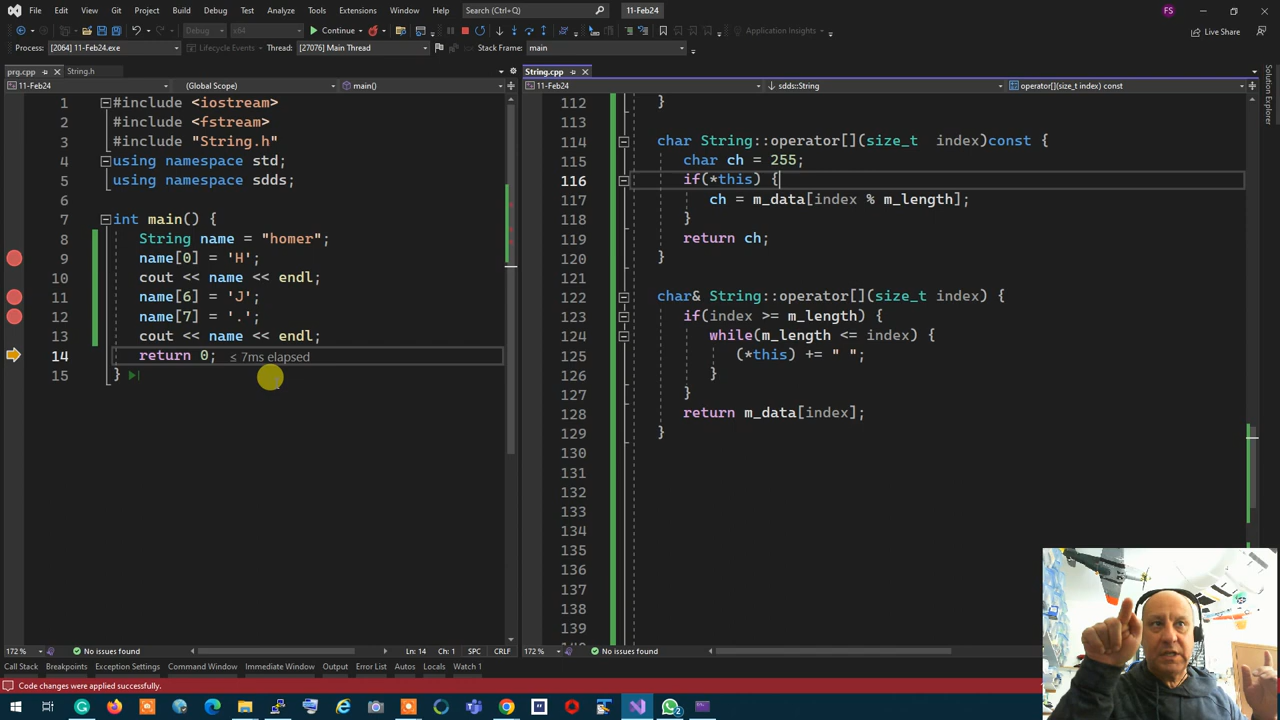 File Edit View Git Project Build Debug Test Analyze Tools Extensions Window Help Search (Ctrl+Q) 11-Feb24 FS
Debug x64 Continue Application Insights Live Share
Process: [2064] 11-Feb24.exe Lifecycle Events Thread: [27076] Main Thread Stack Frame: main
prg.cpp String.h
11-Feb24 (Global Scope) main()
1 #include <iostream>
2 #include <fstream>
3 #include "String.h"
4 using namespace std;
5 using namespace sdds;
6
7 int main() {
8 String name = "homer";
9 name[0] = 'H';
10 cout << name << endl;
11 name[6] = 'J';
12 name[7] = '.';
13 cout << name << endl;
14 return 0; ≤ 7ms elapsed
15 }
172 % No issues found Ln: 14 Ch: 1 SPC CRLF
String.cpp
11-Feb24 sdds::String operator[](size_t index) const
112 }
113
114 char String::operator[](size_t  index)const {
115 char ch = 255;
116 if(*this) {
117 ch = m_data[index % m_length];
118 }
119 return ch;
120 }
121
122 char& String::operator[](size_t index) {
123 if(index >= m_length) {
124 while(m_length <= index) {
125 (*this) += " ";
126 }
127 }
128 return m_data[index];
129 }
130
131
132
133
134
135
136
137
138
139
172 % No issues found
Solution Explorer
Call Stack Breakpoints Exception Settings Command Window Immediate Window Output Error List Autos Locals Watch 1
Code changes were applied successfully.
2